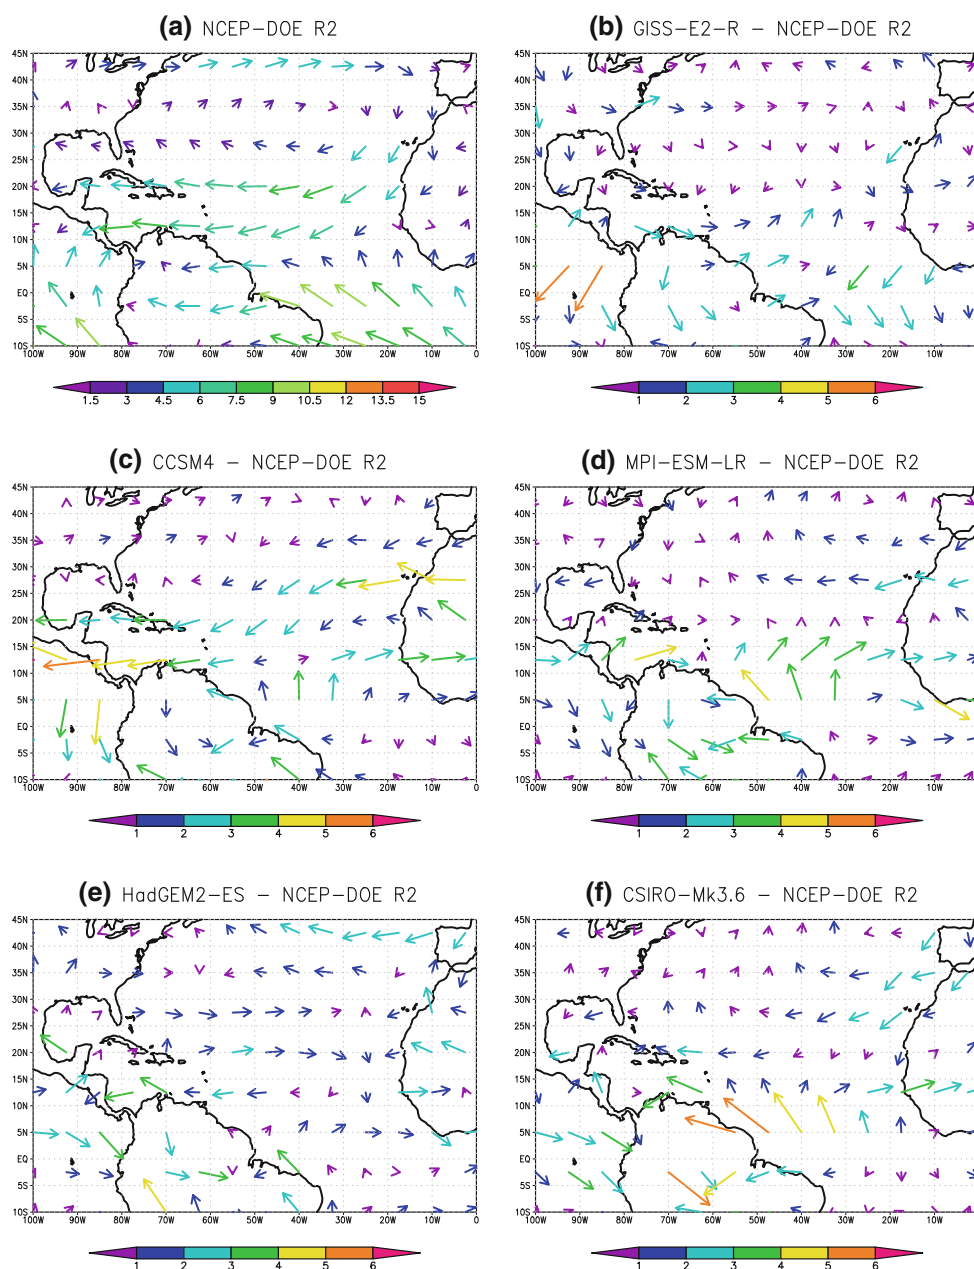 (a) NCEP-DOE R2
(b) GISS-E2-R - NCEP-DOE R2
45N
40N
35N
30N
25N
20N
15N
10N
5N
EQ
5S
10S
100W 90W 80W 70W 60W 50W 40W 30W 20W 10W 0
45N
40N
35N
30N
25N
20N
15N
10N
5N
EQ
5S
10S
100W 90W 80W 70W 60W 50W 40W 30W 20W 10W 0
1.5 3 4.5 6 7.5 9 10.5 12 13.5 15
1 2 3 4 5 6
(c) CCSM4 - NCEP-DOE R2
(d) MPI-ESM-LR - NCEP-DOE R2
45N
40N
35N
30N
25N
20N
15N
10N
5N
EQ
5S
10S
100W 90W 80W 70W 60W 50W 40W 30W 20W 10W 0
45N
40N
35N
30N
25N
20N
15N
10N
5N
EQ
5S
10S
100W 90W 80W 70W 60W 50W 40W 30W 20W 10W 0
1 2 3 4 5 6
1 2 3 4 5 6
(e) HadGEM2-ES - NCEP-DOE R2
(f) CSIRO-Mk3.6 - NCEP-DOE R2
45N
40N
35N
30N
25N
20N
15N
10N
5N
EQ
5S
10S
100W 90W 80W 70W 60W 50W 40W 30W 20W 10W 0
45N
40N
35N
30N
25N
20N
15N
10N
5N
EQ
5S
10S
100W 90W 80W 70W 60W 50W 40W 30W 20W 10W 0
1 2 3 4 5 6
1 2 3 4 5 6